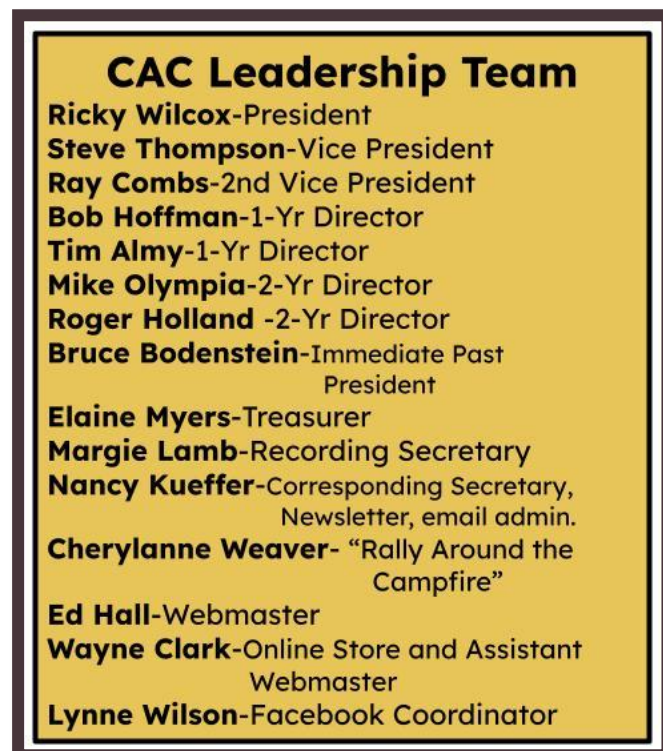 CAC Leadership Team
Ricky Wilcox-President
Steve Thompson-Vice President
Ray Combs-2nd Vice President
Bob Hoffman-1-Yr Director
Tim Almy-1-Yr Director
Mike Olympia-2-Yr Director
Roger Holland -2-Yr Director
Bruce Bodenstein-Immediate Past
President
Elaine Myers-Treasurer
Margie Lamb-Recording Secretary
Nancy Kueffer-Corresponding Secretary,
Newsletter, email admin.
Cherylanne Weaver- “Rally Around the
Campfire”
Ed Hall-Webmaster
Wayne Clark-Online Store and Assistant
Webmaster
Lynne Wilson-Facebook Coordinator